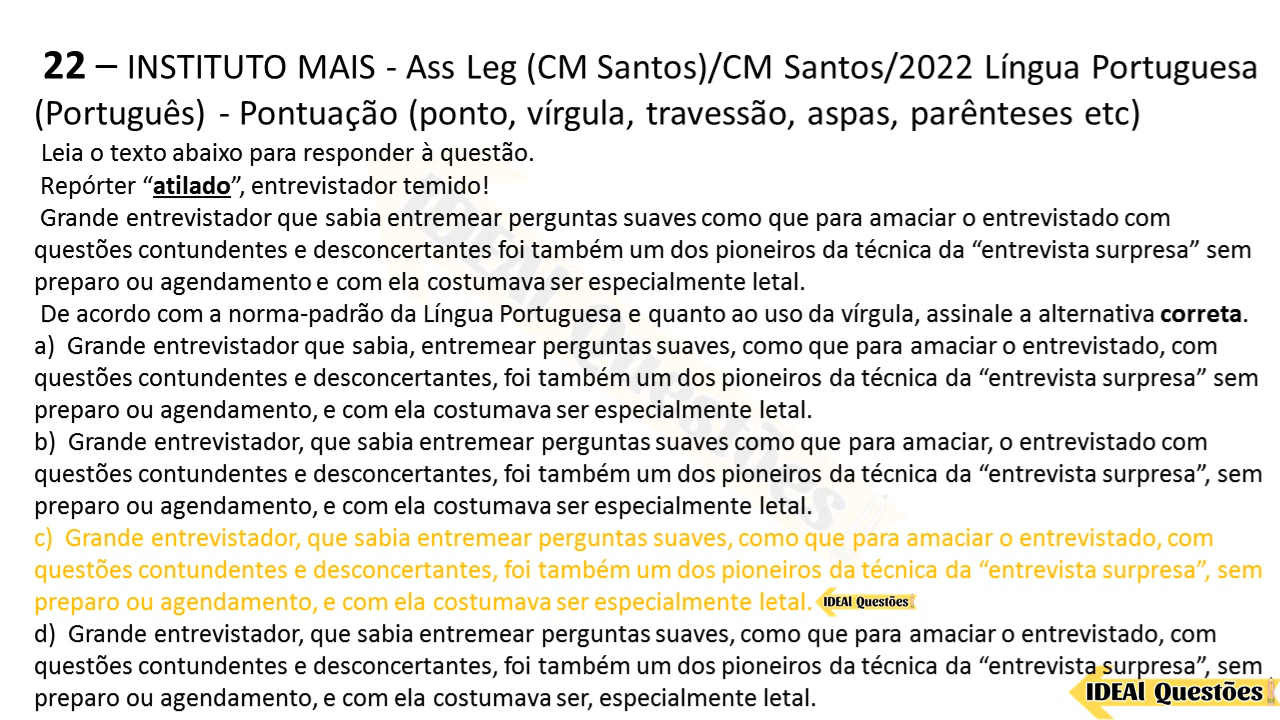 22 – INSTITUTO MAIS - Ass Leg (CM Santos)/CM Santos/2022 Língua Portuguesa
(Português) - Pontuação (ponto, vírgula, travessão, aspas, parênteses etc)
Leia o texto abaixo para responder à questão.
Repórter “atilado”, entrevistador temido!
Grande entrevistador que sabia entremear perguntas suaves como que para amaciar o entrevistado com
questões contundentes e desconcertantes foi também um dos pioneiros da técnica da “entrevista surpresa” sem
preparo ou agendamento e com ela costumava ser especialmente letal.
De acordo com a norma-padrão da Língua Portuguesa e quanto ao uso da vírgula, assinale a alternativa correta.
a) Grande entrevistador que sabia, entremear perguntas suaves, como que para amaciar o entrevistado, com
questões contundentes e desconcertantes, foi também um dos pioneiros da técnica da “entrevista surpresa” sem
preparo ou agendamento, e com ela costumava ser especialmente letal.
b) Grande entrevistador, que sabia entremear perguntas suaves como que para amaciar, o entrevistado com
questões contundentes e desconcertantes, foi também um dos pioneiros da técnica da “entrevista surpresa”, sem
preparo ou agendamento, e com ela costumava ser especialmente letal.
c) Grande entrevistador, que sabia entremear perguntas suaves, como que para amaciar o entrevistado, com
questões contundentes e desconcertantes, foi também um dos pioneiros da técnica da “entrevista surpresa”, sem
preparo ou agendamento, e com ela costumava ser especialmente letal. IDEAl Questões
d) Grande entrevistador, que sabia entremear perguntas suaves, como que para amaciar o entrevistado, com
questões contundentes e desconcertantes, foi também um dos pioneiros da técnica da “entrevista surpresa”, sem
preparo ou agendamento, e com ela costumava ser, especialmente letal.
IDEAl Questões
IDEAl Questões